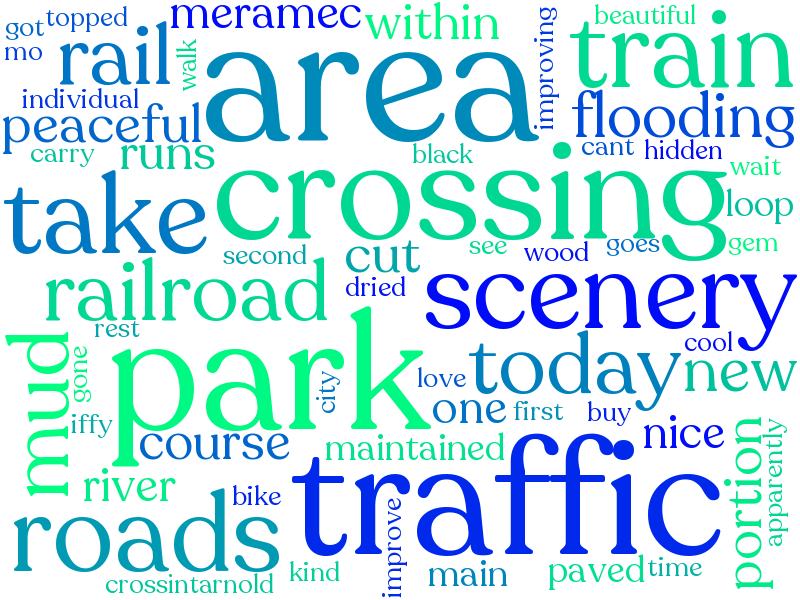 got topped
meramec
within
beautiful
mo
rail
walk
area
improving
train
individual
flooding
peaceful
carry
runs
black
cant
hidden
crossing
wait
take
loop
second
cut
see
wood
goes
gem
railroad
dried
scenery
rest
mud
gone
park
city
love
today
cool
new
iffy
one
first
buy
course
maintained
nice
portion
apparently
river
traffic
roads
bike
improve
crossintarnold
kind
main
paved
time